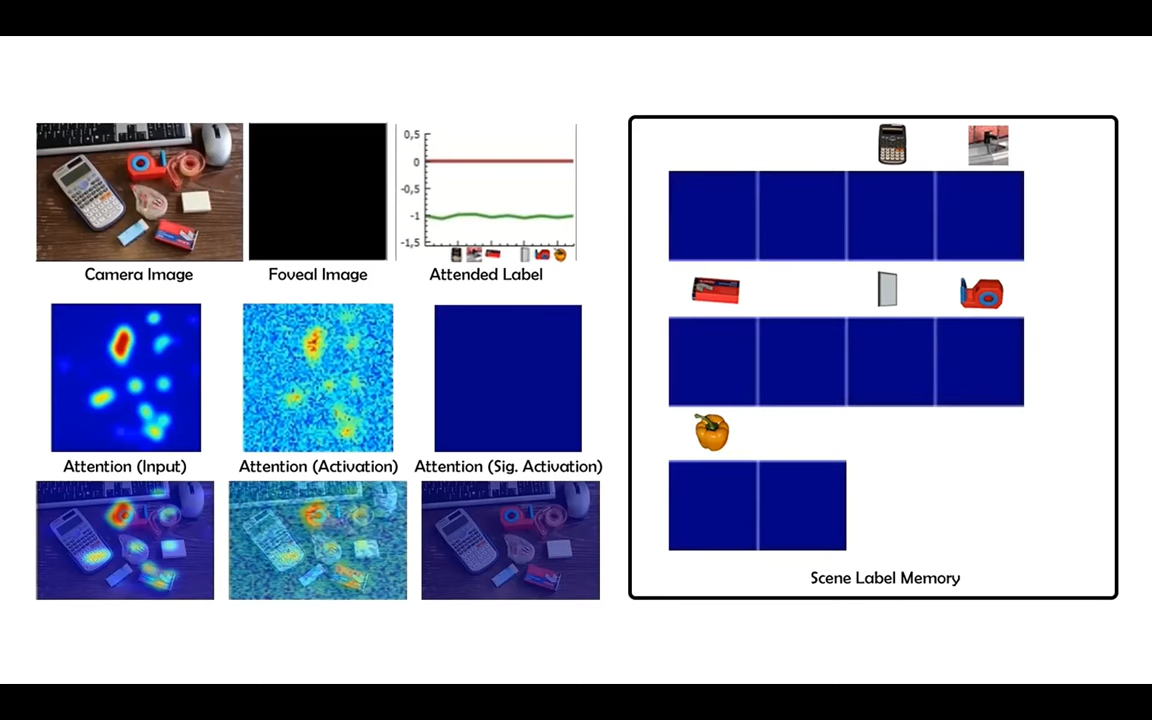 0,5
0
-0,5
-1
-1,5
Camera Image
Foveal Image
Attended Label
Attention (Input)
Attention (Activation)
Attention (Sig. Activation)
Scene Label Memory